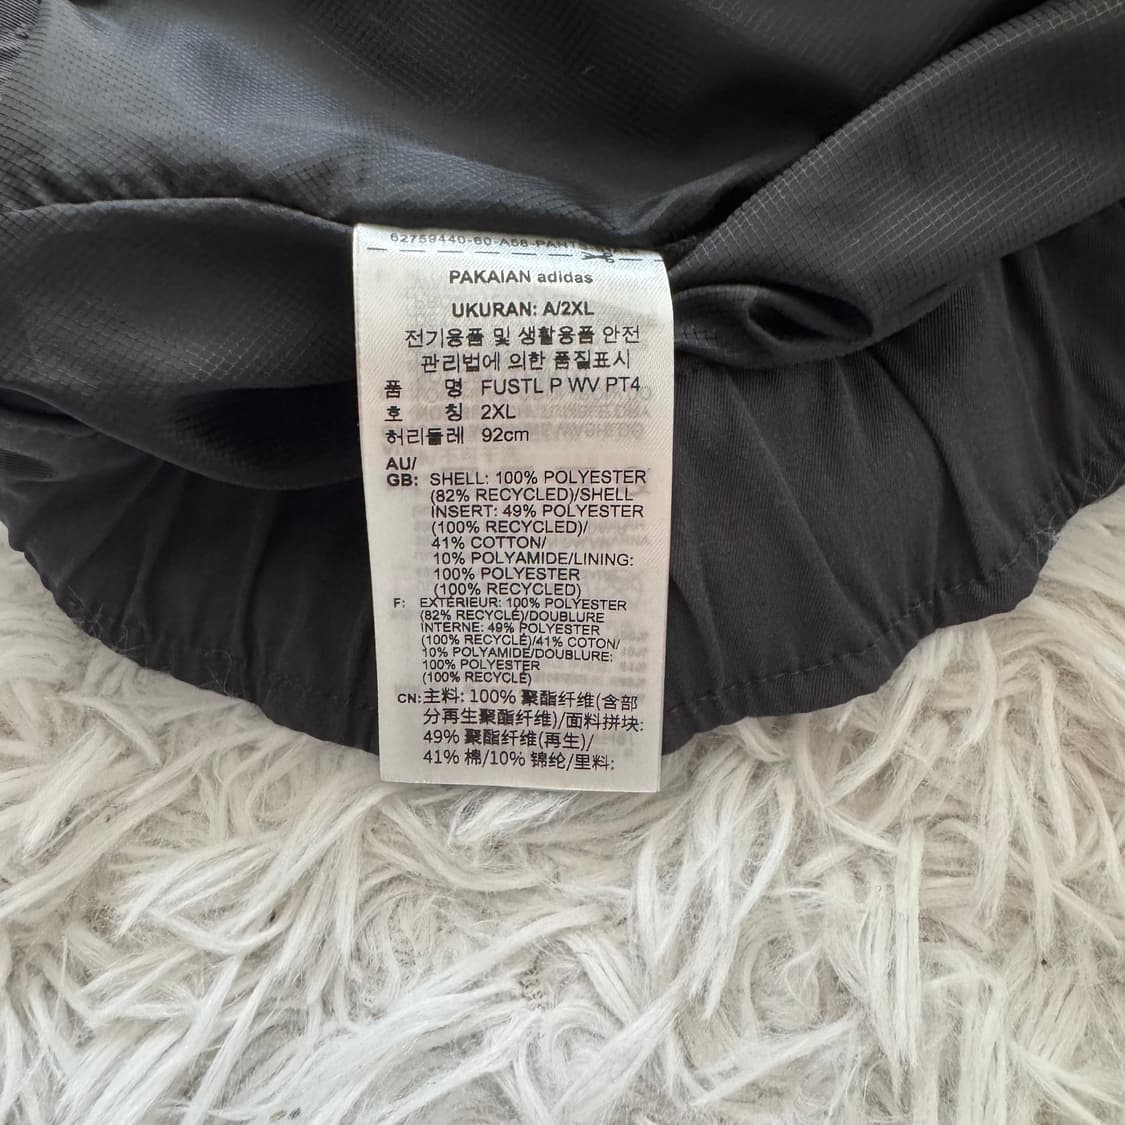 62759440-60-A58-PANT
PAKAIAN adidas
UKURAN: A/2XL
전기용품 및 생활용품 안전
관리법에 의한 품질표시
품 명 FUSTL P WV PT4
호 칭 2XL
허리둘레 92cm
AU/
GB: SHELL: 100% POLYESTER
(82% RECYCLED)/SHELL
INSERT: 49% POLYESTER
(100% RECYCLED)/
41% COTTON/
10% POLYAMIDE/LINING:
100% POLYESTER
(100% RECYCLED)
F: EXTÉRIEUR: 100% POLYESTER
(82% RECYCLÉ)/DOUBLURE
INTERNE: 49% POLYESTER
(100% RECYCLÉ)/41% COTON/
10% POLYAMIDE/DOUBLURE:
100% POLYESTER
(100% RECYCLÉ)
CN: 主料: 100% 聚酯纤维(含部
分再生聚酯纤维)/面料拼块:
49% 聚酯纤维(再生)/
41% 棉/10% 锦纶/里料: